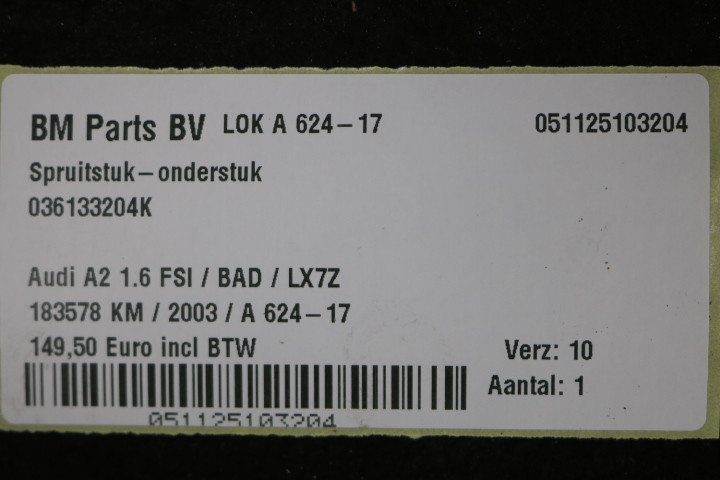 BM Parts BV LOK A 624-17 051125103204
Spruitstuk-onderstuk
036133204K
Audi A2 1.6 FSI / BAD / LX7Z
183578 KM / 2003 / A 624-17
149,50 Euro incl BTW Verz: 10
Aantal: 1
051125103204